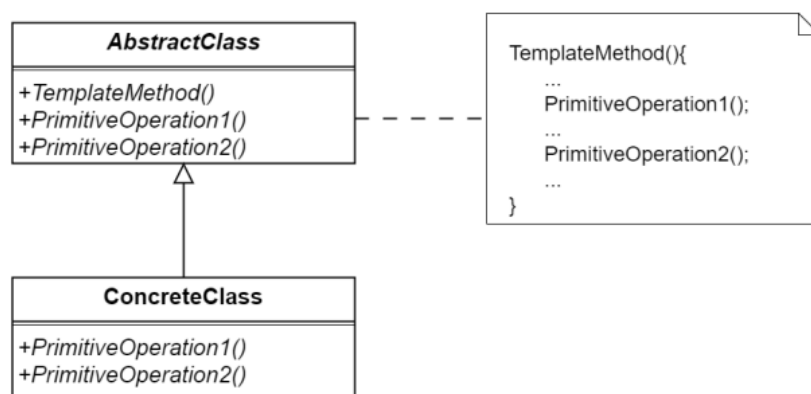 AbstractClass
+TemplateMethod()
+PrimitiveOperation1()
+PrimitiveOperation2()
TemplateMethod(){
...
PrimitiveOperation1();
...
PrimitiveOperation2();
...
}
ConcreteClass
+PrimitiveOperation1()
+PrimitiveOperation2()